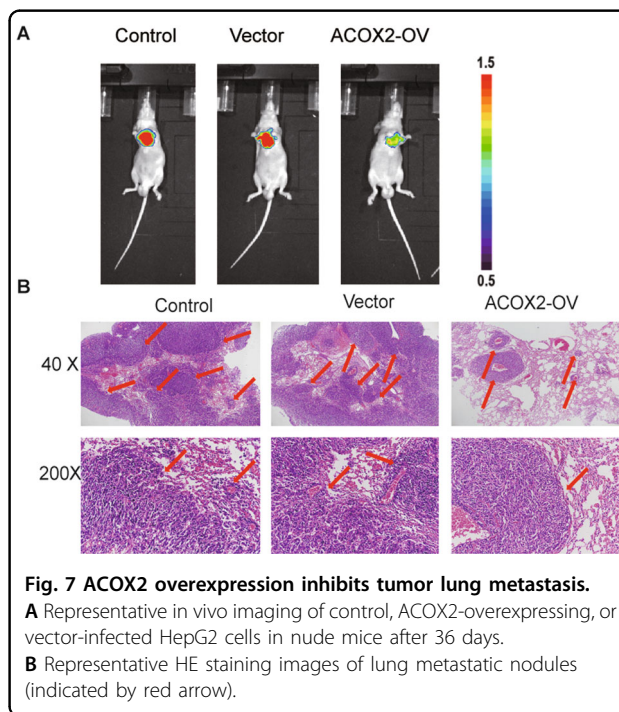 A
Control Vector ACOX2-OV
1.5
0.5
B
Control Vector ACOX2-OV
40 X
200X
Fig. 7 ACOX2 overexpression inhibits tumor lung metastasis.
A Representative in vivo imaging of control, ACOX2-overexpressing, or
vector-infected HepG2 cells in nude mice after 36 days.
B Representative HE staining images of lung metastatic nodules
(indicated by red arrow).